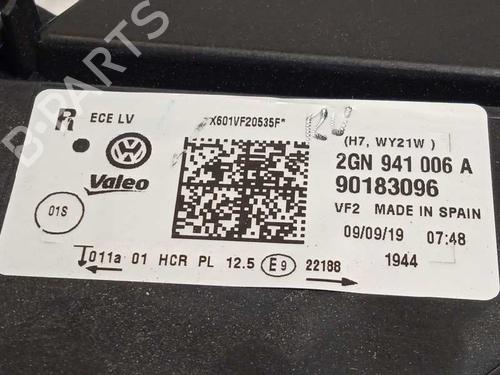 B-PARTS
R ECE LV
X601VF20535F*
(H7, WY21W)
2GN 941 006 A
Valeo
90183096
01S
VF2 MADE IN SPAIN
09/09/19 07:48
011a 01 HCR PL 12.5 E9 22188
1944